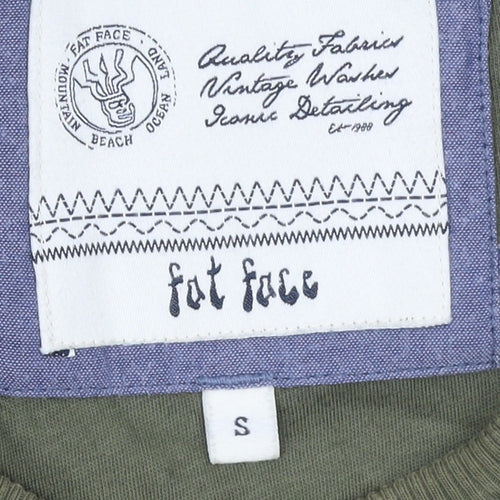 FAT FACE
LAND
OCEAN
BEACH
MOUNTAIN
Quality Fabrics
Vintage Washes
Iconic Detailing
Est 1988
fat face
S